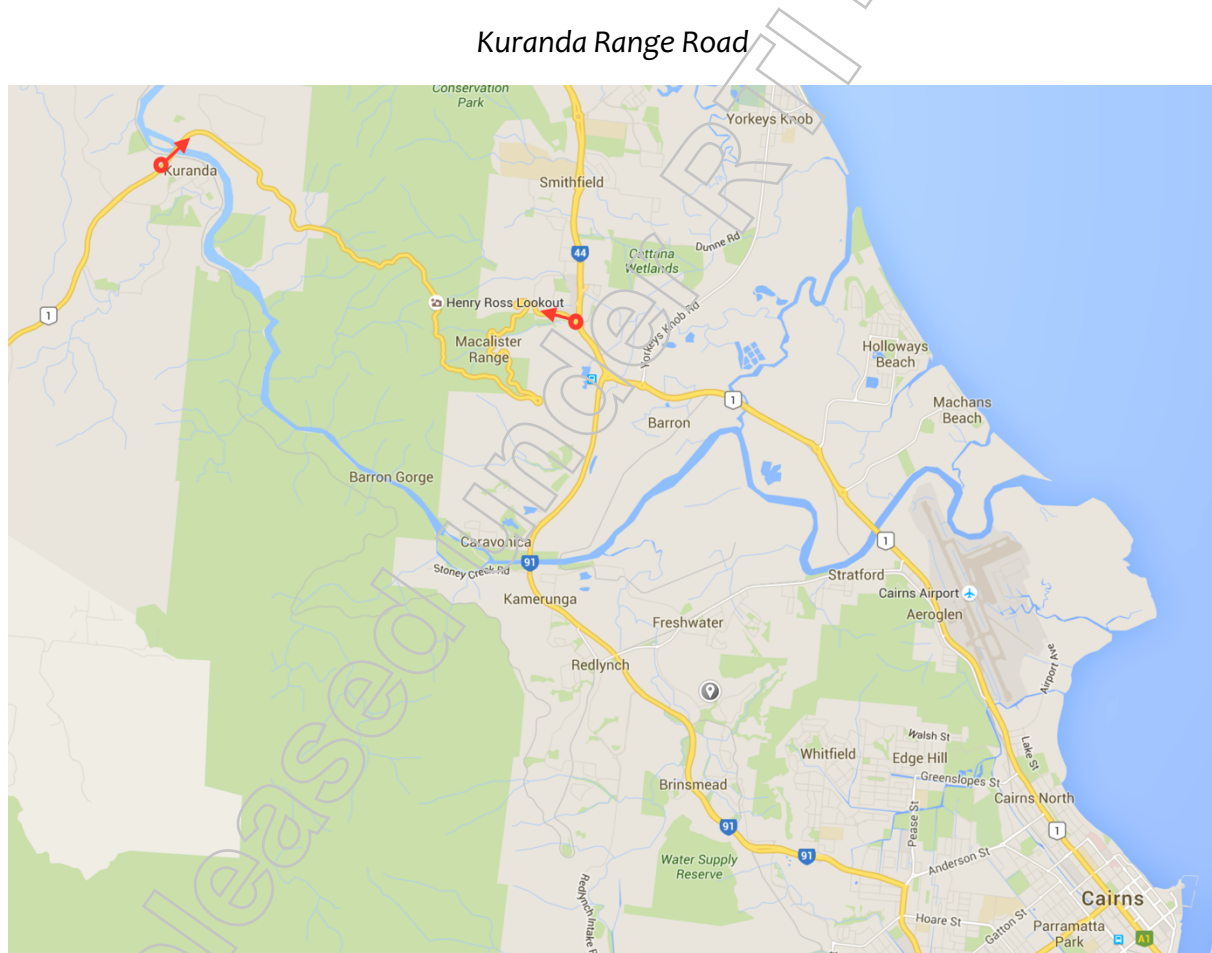 Kuranda Range Road
Conservation
Park
Yorkeys Knob
Kuranda
Smithfield
44
Dunne Rd
Cattana
Wetlands
Henry Ross Lookout
1
Yorkeys Knob Rd
Macalister
Range
Holloways
Beach
1
Machans
Beach
Barron
Barron Gorge
Caravonica
1
91
Stoney Creek Rd
Stratford
Kamerunga
Cairns Airport
Aeroglen
Freshwater
Redlynch
Airport Ave
Walsh St
Lake St
Whitfield
Edge Hill
Greenslopes St
Brinsmead
Cairns North
Pease St
91
1
91
Water Supply
Reserve
Anderson St
Redlynch Intake R
Cairns
Hoare St
Gatton St
Parramatta
Park
A1
leased under RTI